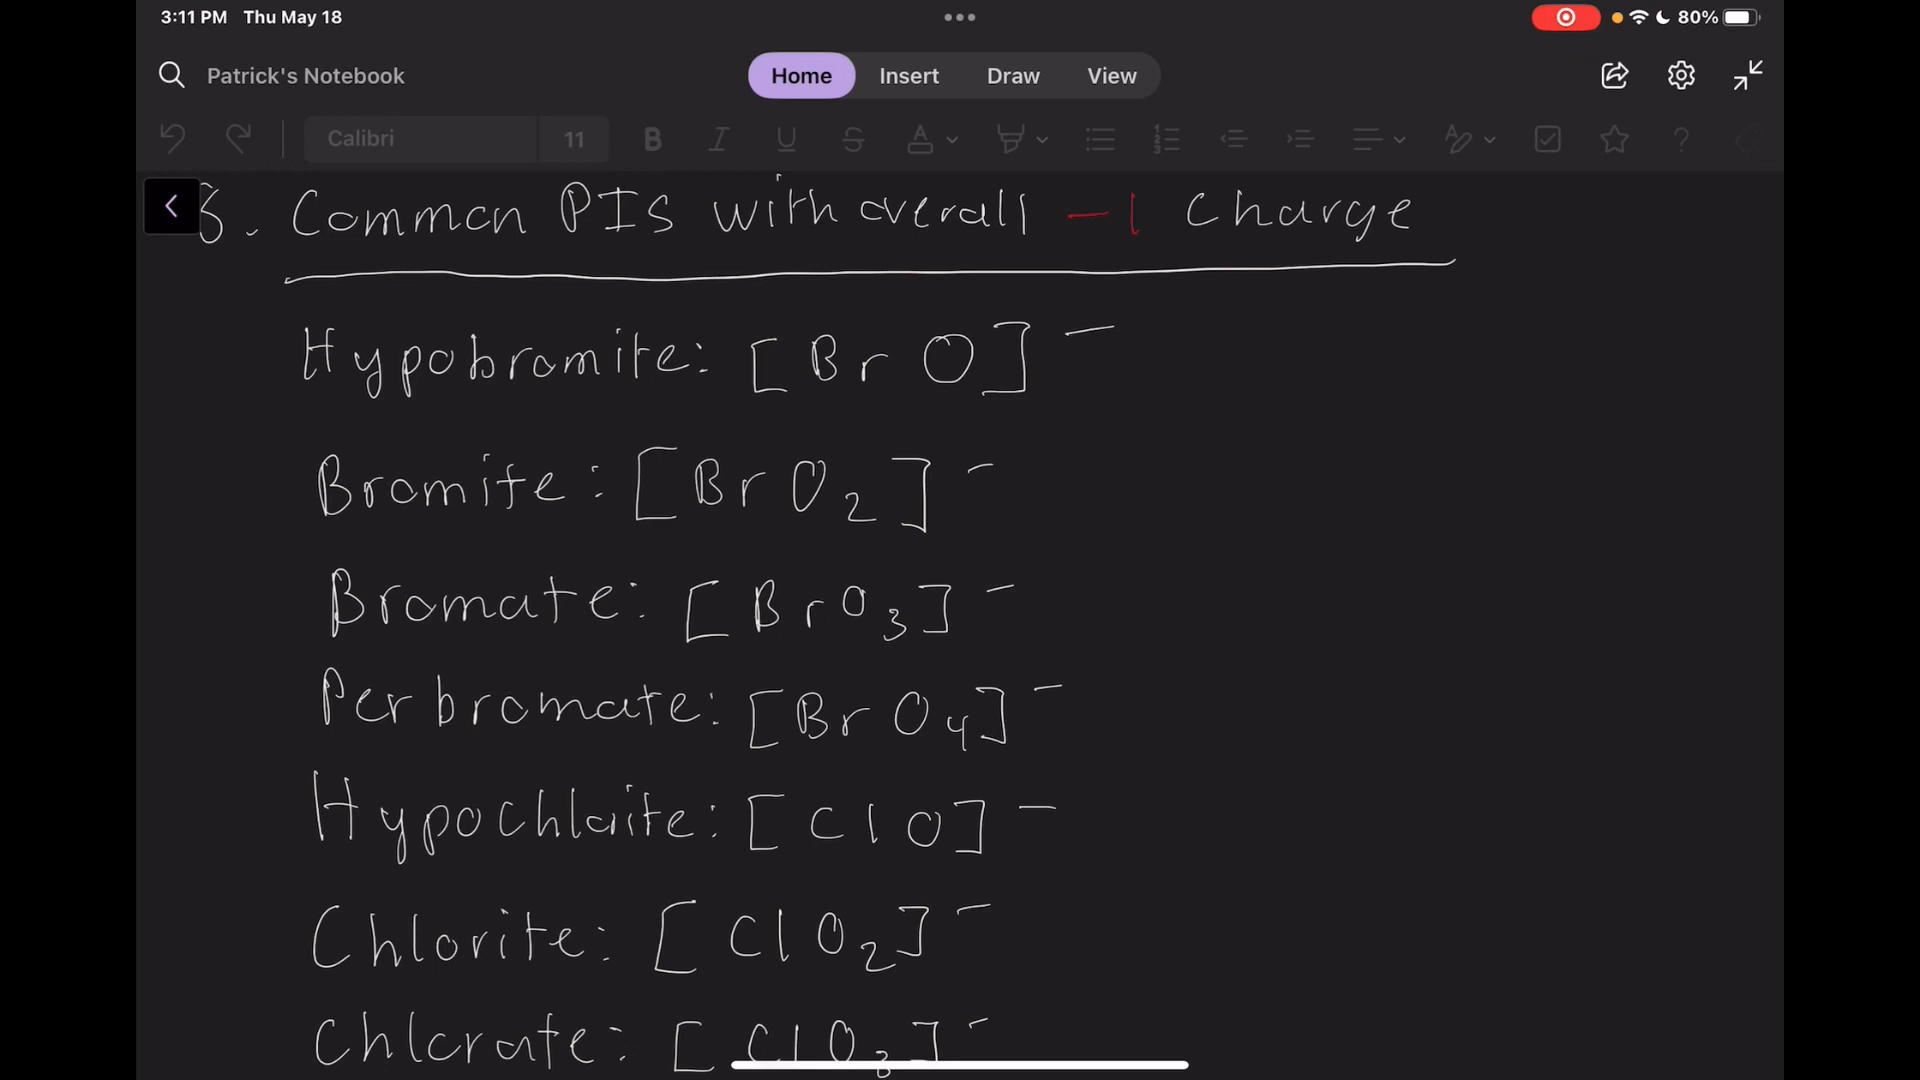 3:11 PM Thu May 18
80%
Patrick's Notebook
Home Insert Draw View
Calibri 11 B I U S A
6. Common PIS with overall -1 Charge
Hypobromite: [BrO]⁻
Bromite: [BrO₂]⁻
Bromate: [BrO₃]⁻
Perbromate: [BrO₄]⁻
Hypochlorite: [ClO]⁻
Chlorite: [ClO₂]⁻
Chlorate: [ClO₃]⁻